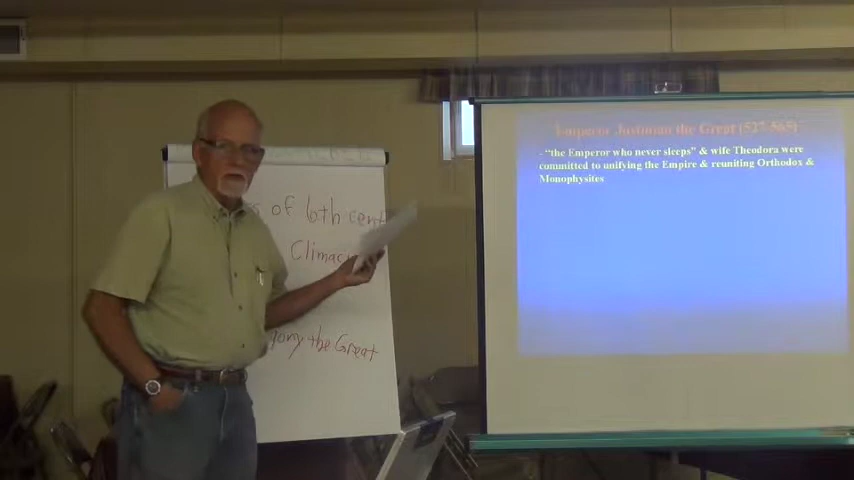 of 6th cent
Climac
the Great
Emperor Justinian the Great (527-565)
- "the Emperor who never sleeps" & wife Theodora were
committed to unifying the Empire & reuniting Orthodox &
Monophysites